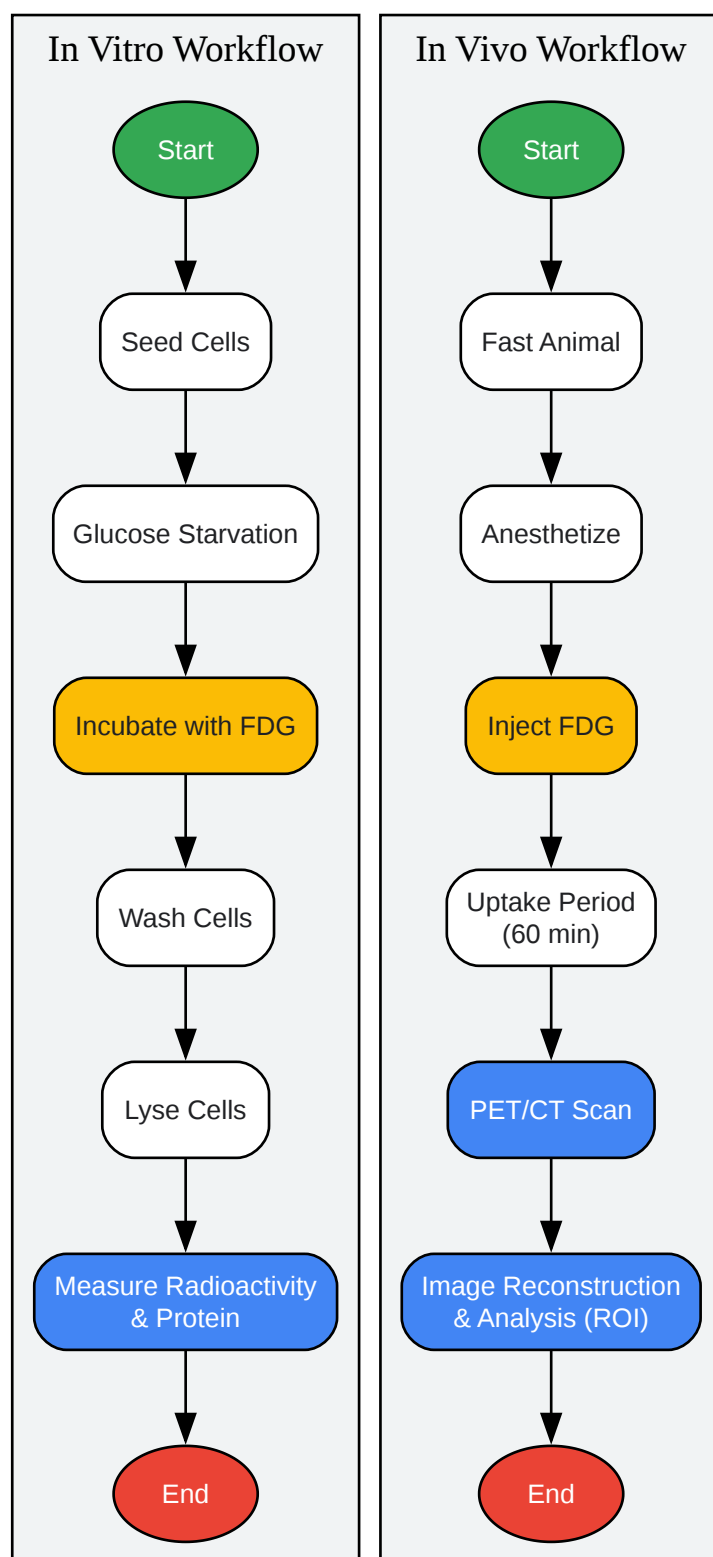 In Vitro Workflow
Start
Seed Cells
Glucose Starvation
Incubate with FDG
Wash Cells
Lyse Cells
Measure Radioactivity
& Protein
End
In Vivo Workflow
Start
Fast Animal
Anesthetize
Inject FDG
Uptake Period
(60 min)
PET/CT Scan
Image Reconstruction
& Analysis (ROI)
End